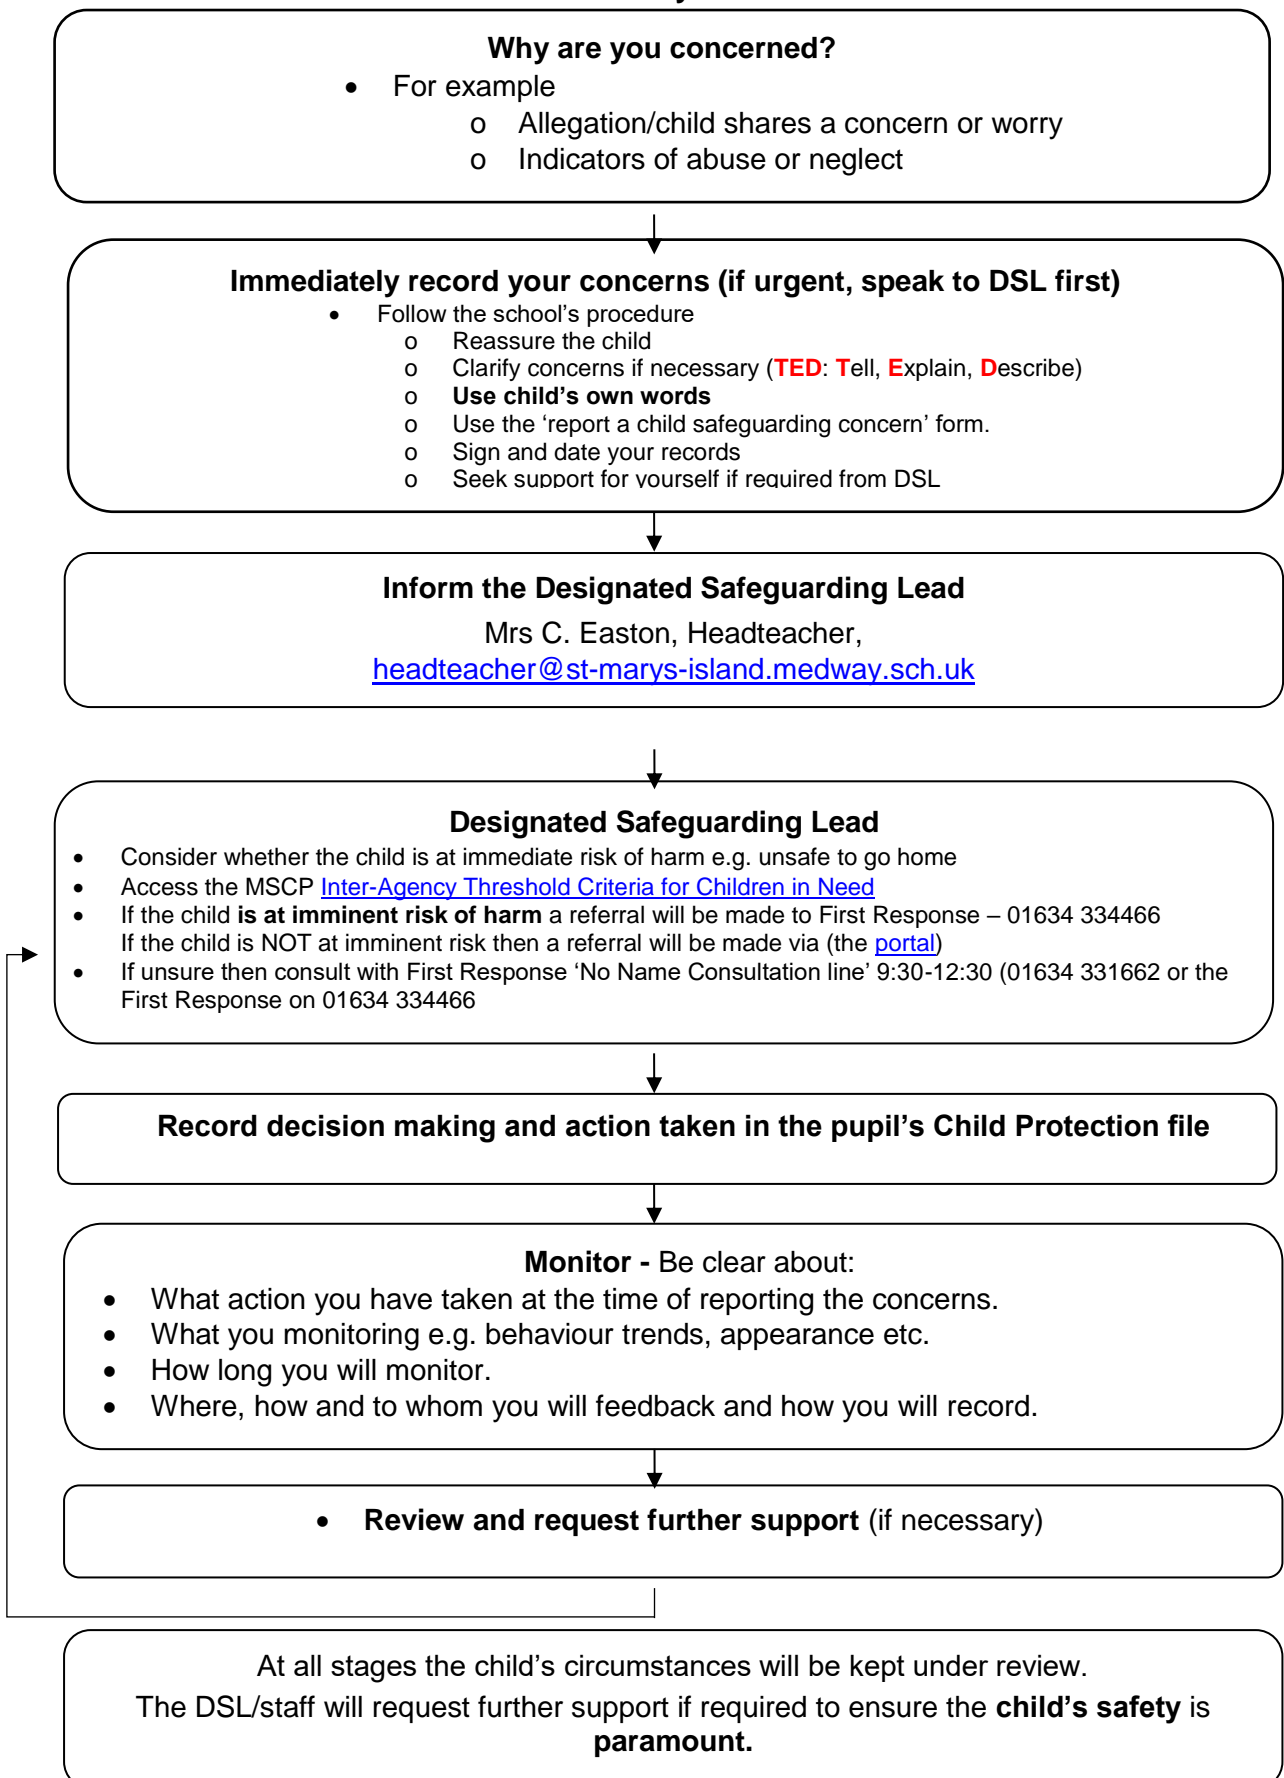 Why are you concerned?
• For example
o Allegation/child shares a concern or worry
o Indicators of abuse or neglect
Immediately record your concerns (if urgent, speak to DSL first)
• Follow the school’s procedure
o Reassure the child
o Clarify concerns if necessary (TED: Tell, Explain, Describe)
o Use child’s own words
o Use the ‘report a child safeguarding concern’ form.
o Sign and date your records
o Seek support for yourself if required from DSL
Inform the Designated Safeguarding Lead
Mrs C. Easton, Headteacher,
headteacher@st-marys-island.medway.sch.uk
Designated Safeguarding Lead
• Consider whether the child is at immediate risk of harm e.g. unsafe to go home
• Access the MSCP Inter-Agency Threshold Criteria for Children in Need
• If the child is at imminent risk of harm a referral will be made to First Response – 01634 334466
If the child is NOT at imminent risk then a referral will be made via (the portal)
• If unsure then consult with First Response ‘No Name Consultation line’ 9:30-12:30 (01634 331662 or the
First Response on 01634 334466
Record decision making and action taken in the pupil’s Child Protection file
Monitor - Be clear about:
• What action you have taken at the time of reporting the concerns.
• What you monitoring e.g. behaviour trends, appearance etc.
• How long you will monitor.
• Where, how and to whom you will feedback and how you will record.
• Review and request further support (if necessary)
At all stages the child’s circumstances will be kept under review.
The DSL/staff will request further support if required to ensure the child’s safety is
paramount.